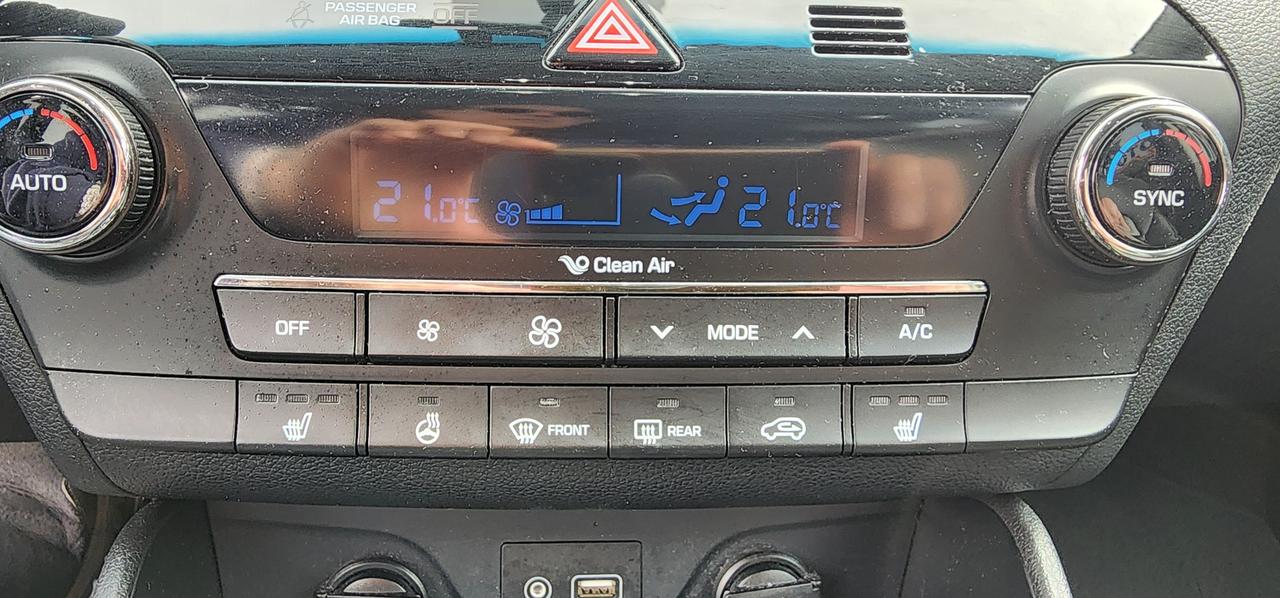 PASSENGER
AIR BAG OFF
AUTO
21.0°C
21.0°C
SYNC
Clean Air
OFF
MODE
A/C
FRONT
REAR